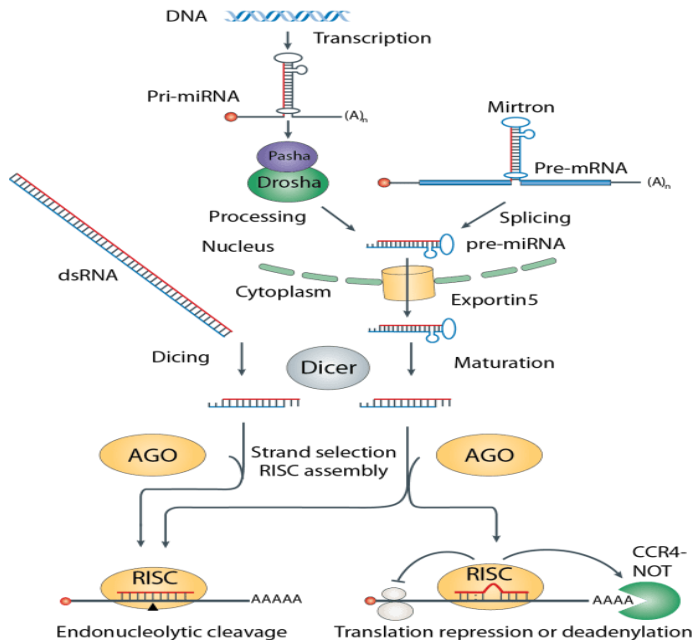 DNA
Transcription
Pri-miRNA
(A)n
Mirtron
Pasha
Drosha
Pre-mRNA
(A)n
Processing
Splicing
Nucleus
pre-miRNA
dsRNA
Cytoplasm
Exportin5
Dicing
Dicer
Maturation
AGO
Strand selection
RISC assembly
AGO
RISC
AAAAA
RISC
CCR4-
NOT
AAAA
Endonucleolytic cleavage
Translation repression or deadenylation